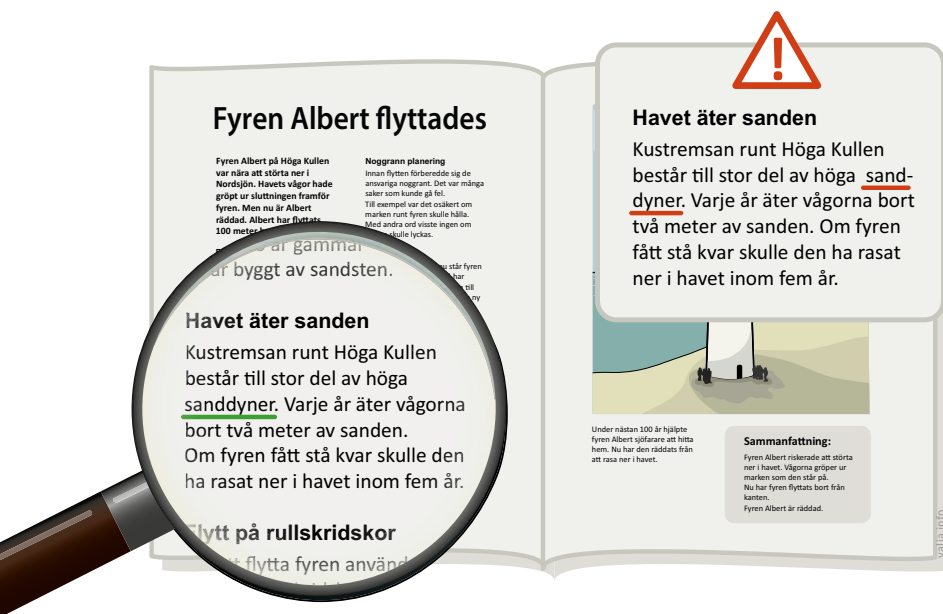 Fyren Albert flyttades
Fyren Albert på Höga Kullen
var nära att störta ner i
Nordsjön. Havets vågor hade
gröpt ur sluttningen framför
fyren. Men nu är Albert
räddad. Albert har flyttats
100 meter
Noggrann planering
Innan flytten förberedde sig de
ansvariga noggrant. Det var många
saker som kunde gå fel.
Till exempel var det osäkert om
marken runt fyren skulle hålla.
Med andra ord visste ingen om
skulle lyckas.
nu står fyren
har
till
ny
är gammal
är byggt av sandsten.
Havet äter sanden
Kustremsan runt Höga Kullen
består till stor del av höga
sanddyner. Varje år äter vågorna
bort två meter av sanden.
Om fyren fått stå kvar skulle den
ha rasat ner i havet inom fem år.
Flytt på rullskridskor
flytta fyren använd
!
Havet äter sanden
Kustremsan runt Höga Kullen
består till stor del av höga sand-
dyner. Varje år äter vågorna bort
två meter av sanden. Om fyren
fått stå kvar skulle den ha rasat
ner i havet inom fem år.
Under nästan 100 år hjälpte
fyren Albert sjöfarare att hitta
hem. Nu har den räddats från
att rasa ner i havet.
Sammanfattning:
Fyren Albert riskerade att störta
ner i havet. Vågorna gröper ur
marken som den står på.
Nu har fyren flyttats bort från
kanten.
Fyren Albert är räddad.